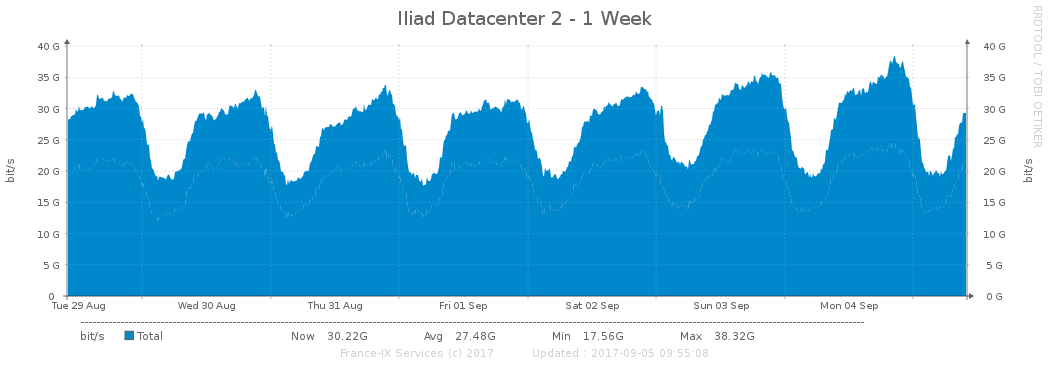 Iliad Datacenter 2 - 1 Week
RRDTOOL / TOBI OETIKER
40 G 40 G
35 G 35 G
30 G 30 G
25 G 25 G
20 G 20 G
15 G 15 G
10 G 10 G
5 G 5 G
0 0 G
bit/s bit/s
Tue 29 Aug Wed 30 Aug Thu 31 Aug Fri 01 Sep Sat 02 Sep Sun 03 Sep Mon 04 Sep
bit/s Total Now 30.22G Avg 27.48G Min 17.56G Max 38.32G
France-IX Services (c) 2017 Updated : 2017-09-05 09:55:08